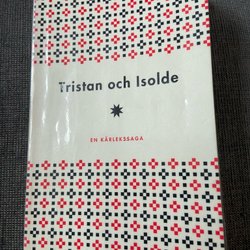 Tristan och Isolde
EN KÄRLEKSSAGA